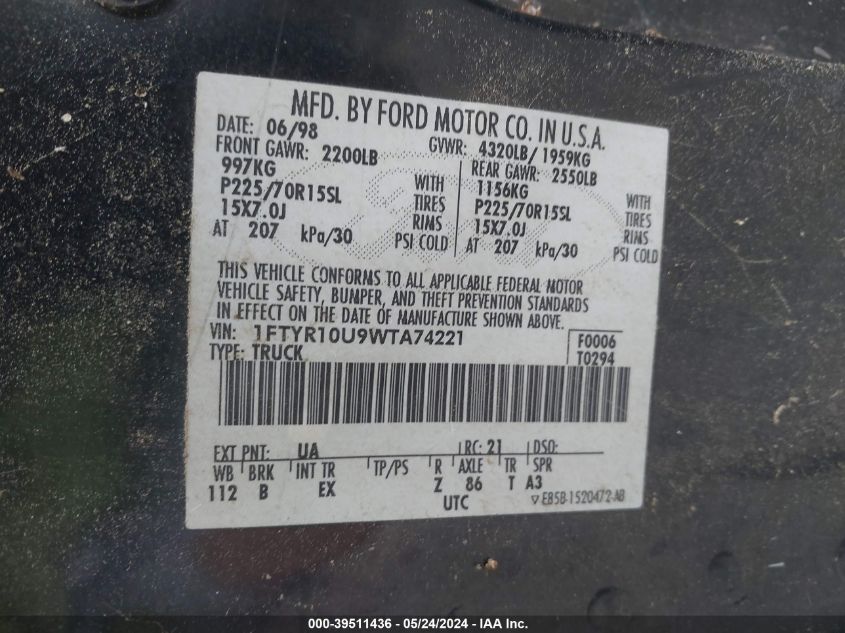 MFD. BY FORD MOTOR CO. IN U.S.A.
DATE: 06/98 GVWR: 4320LB/ 1959KG
FRONT GAWR: 2200LB REAR GAWR: 2550LB
997KG 1156KG
P225/70R15SL WITH TIRES P225/70R15SL WITH TIRES
15X7.0J RIMS 15X7.0J RIMS
AT 207 kPa/30 PSI COLD AT 207 kPa/30 PSI COLD
THIS VEHICLE CONFORMS TO ALL APPLICABLE FEDERAL MOTOR
VEHICLE SAFETY, BUMPER, AND THEFT PREVENTION STANDARDS
IN EFFECT ON THE DATE OF MANUFACTURE SHOWN ABOVE.
VIN: 1FTYR10U9WTA74221 F0006
TYPE: TRUCK T0294
EXT PNT: UA RC: 21 DSO:
WB BRK INT TR TP/PS R AXLE TR SPR
112 B EX Z 86 T A3
UTC ▽ E85B-1520472-AB
000-39511436 - 05/24/2024 - IAA Inc.